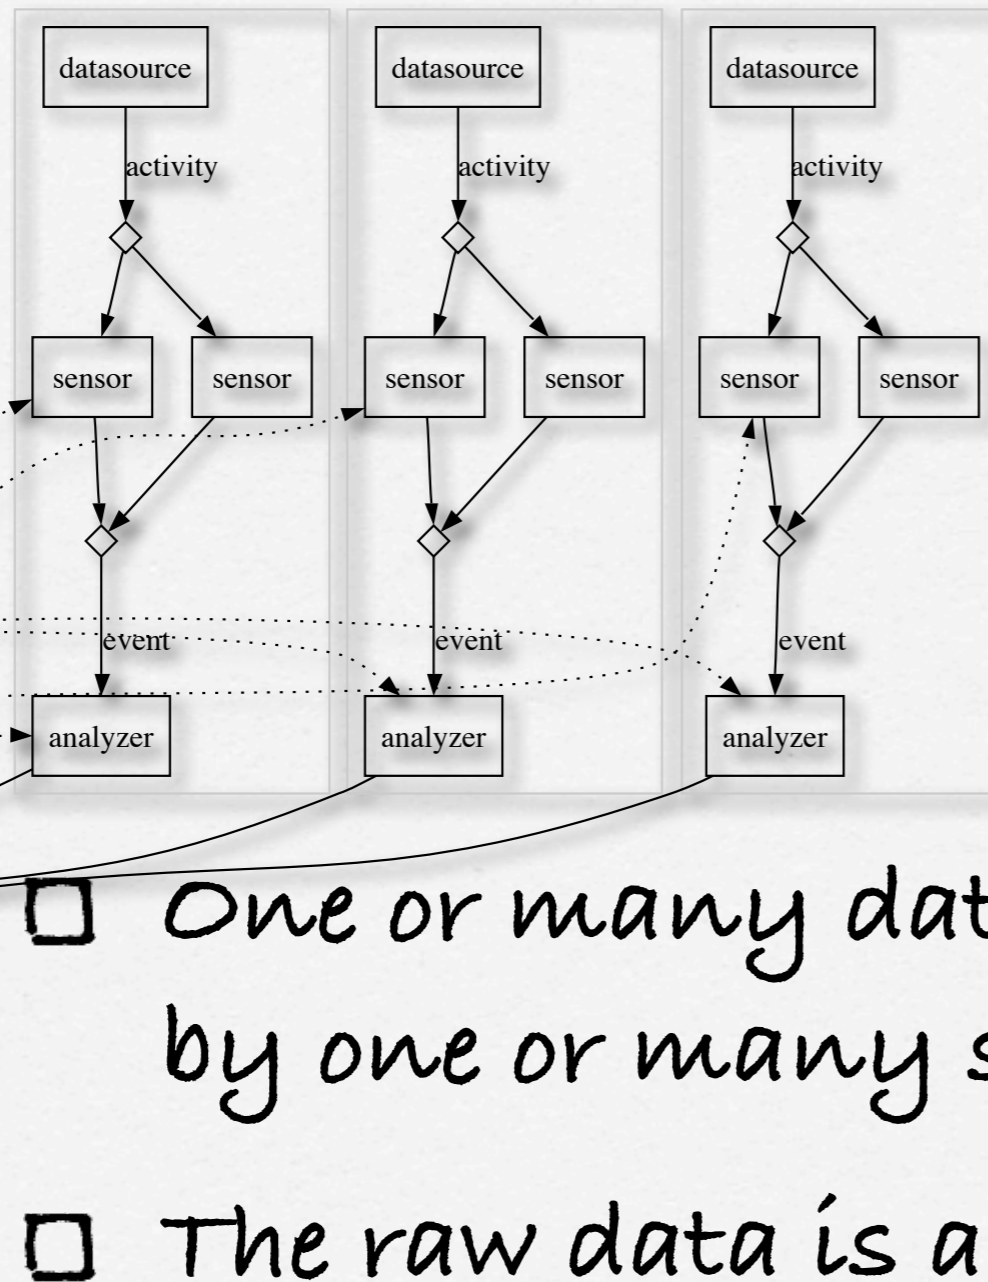 datasource datasource datasource
activity activity activity
sensor sensor sensor sensor sensor sensor
event event event
analyzer analyzer analyzer
One or many
by one or many
The raw data is a